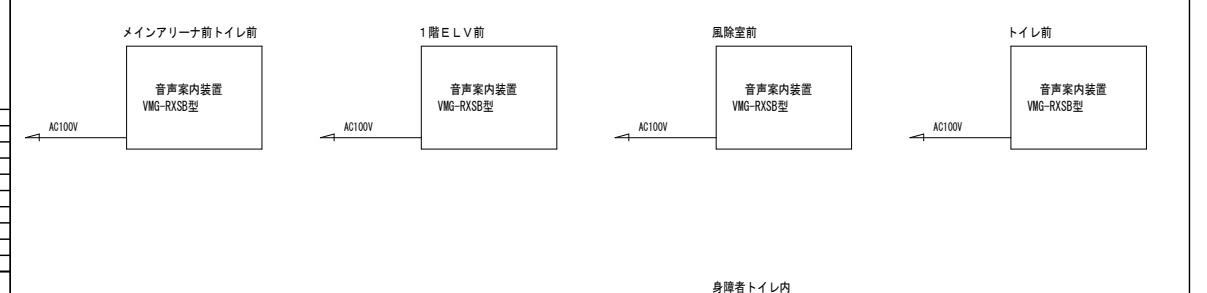 メインアリーナ前トイレ前
音声案内装置
VMG-RXSB型
AC100V
1階ELV前
音声案内装置
VMG-RXSB型
AC100V
風除室前
音声案内装置
VMG-RXSB型
AC100V
トイレ前
音声案内装置
VMG-RXSB型
AC100V
身障者トイレ内